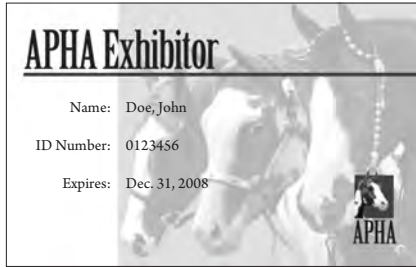 APHA Exhibitor
Name: Doe, John
ID Number: 0123456
Expires: Dec. 31, 2008
APHA